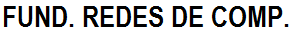 FUND. REDES DE COMP.